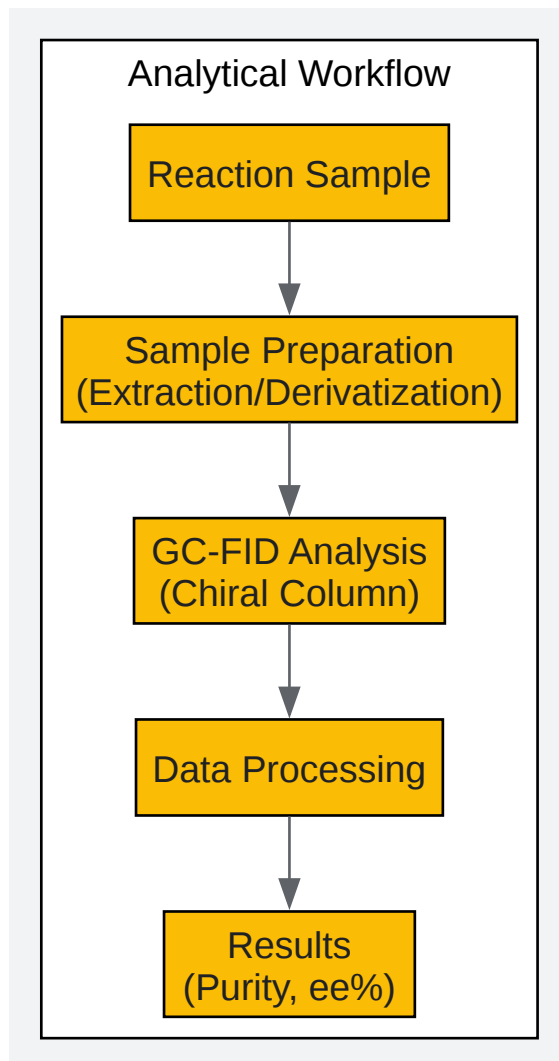 Analytical Workflow
Reaction Sample
Sample Preparation
(Extraction/Derivatization)
GC-FID Analysis
(Chiral Column)
Data Processing
Results
(Purity, ee%)